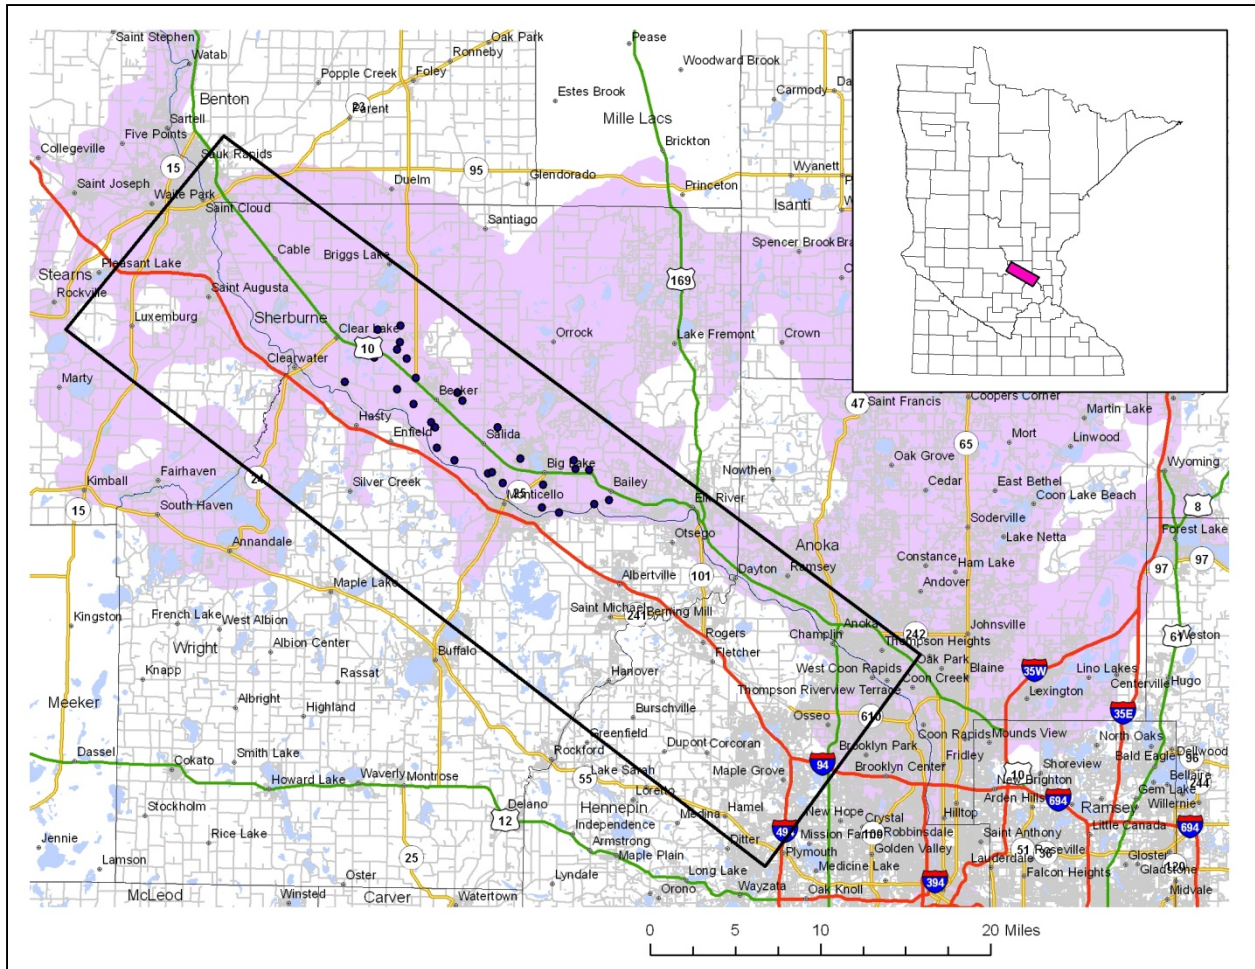 Saint Stephen
Oak Park
Pease
Watab
Ronneby
Woodward Brook
Popple Creek
Foley
Benton
Estes Brook
Carmody
Parent
Sartell
Mille Lacs
Five Points
Brickton
Collegeville
Sauk Rapids
15
95
Wyanett
Saint Joseph
Duelm
Glendorado
Princeton
Waite Park
Saint Cloud
Isanti
Santiago
Cable
Spencer Brook
Briggs Lake
Pleasant Lake
Stearns
169
Rockville
Saint Augusta
Luxemburg
Sherburne
Clear Lake
Orrock
Lake Fremont
Crown
10
Clearwater
Marty
Becker
47
Saint Francis
Coopers Corner
Martin Lake
Hasty
Enfield
Salida
65
Mort
Linwood
Fairhaven
Big Lake
Nowthen
Oak Grove
Wyoming
Kimball
24
Silver Creek
Bailey
Cedar
East Bethel
Coon Lake Beach
15
South Haven
Monticello
Elk River
8
Soderville
Forest Lake
Annandale
Otsego
Anoka
Lake Netta
Constance
Ham Lake
97
97
Maple Lake
Albertville
101
Dayton
Ramsey
Andover
Kingston
French Lake
West Albion
Saint Michael
Berning Mill
241
Anoka
242
Johnsville
61
Weston
Albion Center
Rogers
Champlin
Thompson Heights
Wright
Buffalo
Fletcher
Oak Park
Blaine
35W
Lino Lakes
Knapp
Rassat
Hanover
West Coon Rapids
Coon Creek
Centerville
Hugo
Meeker
Albright
Thompson Riverview Terrace
Lexington
Highland
Burschville
Osseo
610
35E
Greenfield
Coon Rapids
Mounds View
North Oaks
Dassel
Smith Lake
Rockford
Dupont
Corcoran
Brooklyn Park
Fridley
Shoreview
Bald Eagle
Dellwood
Cokato
55
Lake Sarah
Maple Grove
94
Brooklyn Center
10
96
Howard Lake
Waverly
Montrose
Loretto
New Brighton
Gem Lake
Bellaire
244
Stockholm
Delano
Hennepin
Hamel
Arden Hills
694
Ramsey
Willernie
12
Independence
Medina
New Hope
Crystal
Hilltop
Jennie
Rice Lake
Armstrong
Ditter
Mission Farms
Robbinsdale
Saint Anthony
Little Canada
694
Lamson
25
Maple Plain
Plymouth
Golden Valley
51
Roseville
Lauderdale
Gloster
Long Lake
Medicine Lake
Falcon Heights
Gladstone
120
Oster
Lyndale
Wayzata
394
McLeod
Winsted
Carver
Watertown
Orono
Oak Knoll
Midvale
0 5 10 20 Miles